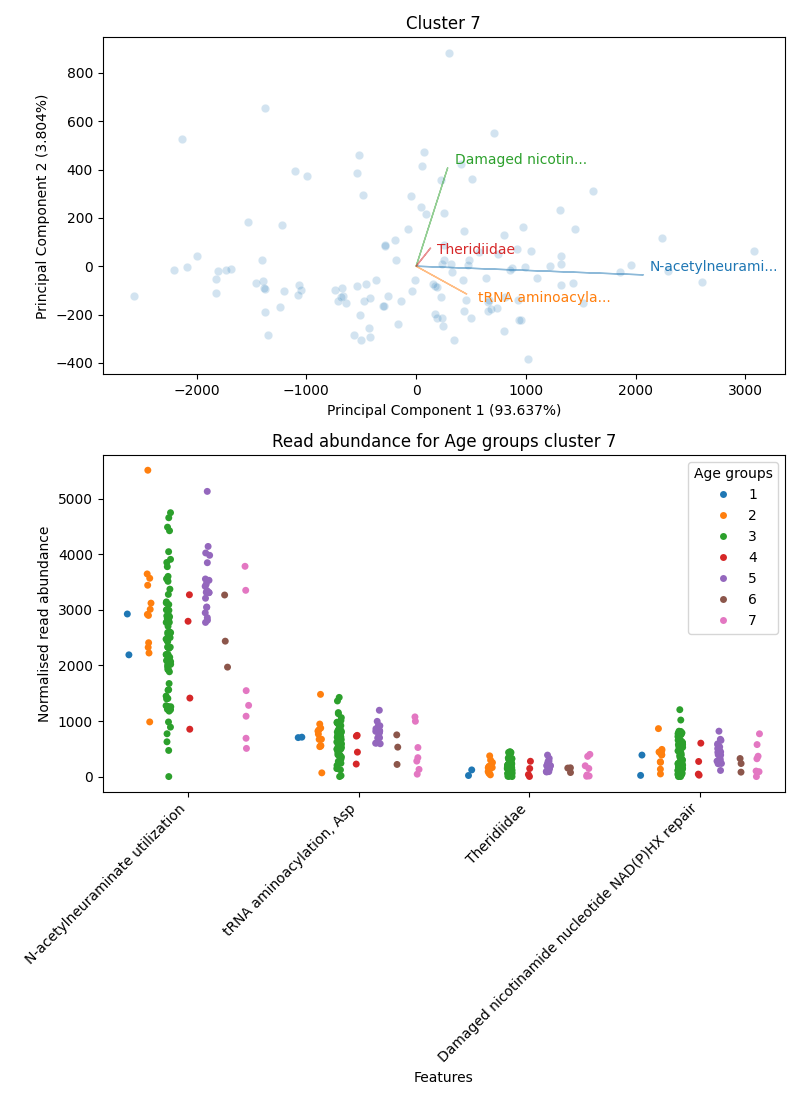 Cluster 7
800
600
400
200
0
−200
−400
Principal Component 2 (3.804%)
Damaged nicotin...
Theridiidae
N-acetylneurami...
tRNA aminoacyla...
−2000
−1000
0
1000
2000
3000
Principal Component 1 (93.637%)
Read abundance for Age groups cluster 7
5000
4000
3000
2000
1000
0
Normalised read abundance
Age groups
1
2
3
4
5
6
7
N-acetylneuraminate utilization
tRNA aminoacylation, Asp
Theridiidae
Damaged nicotinamide nucleotide NAD(P)HX repair
Features